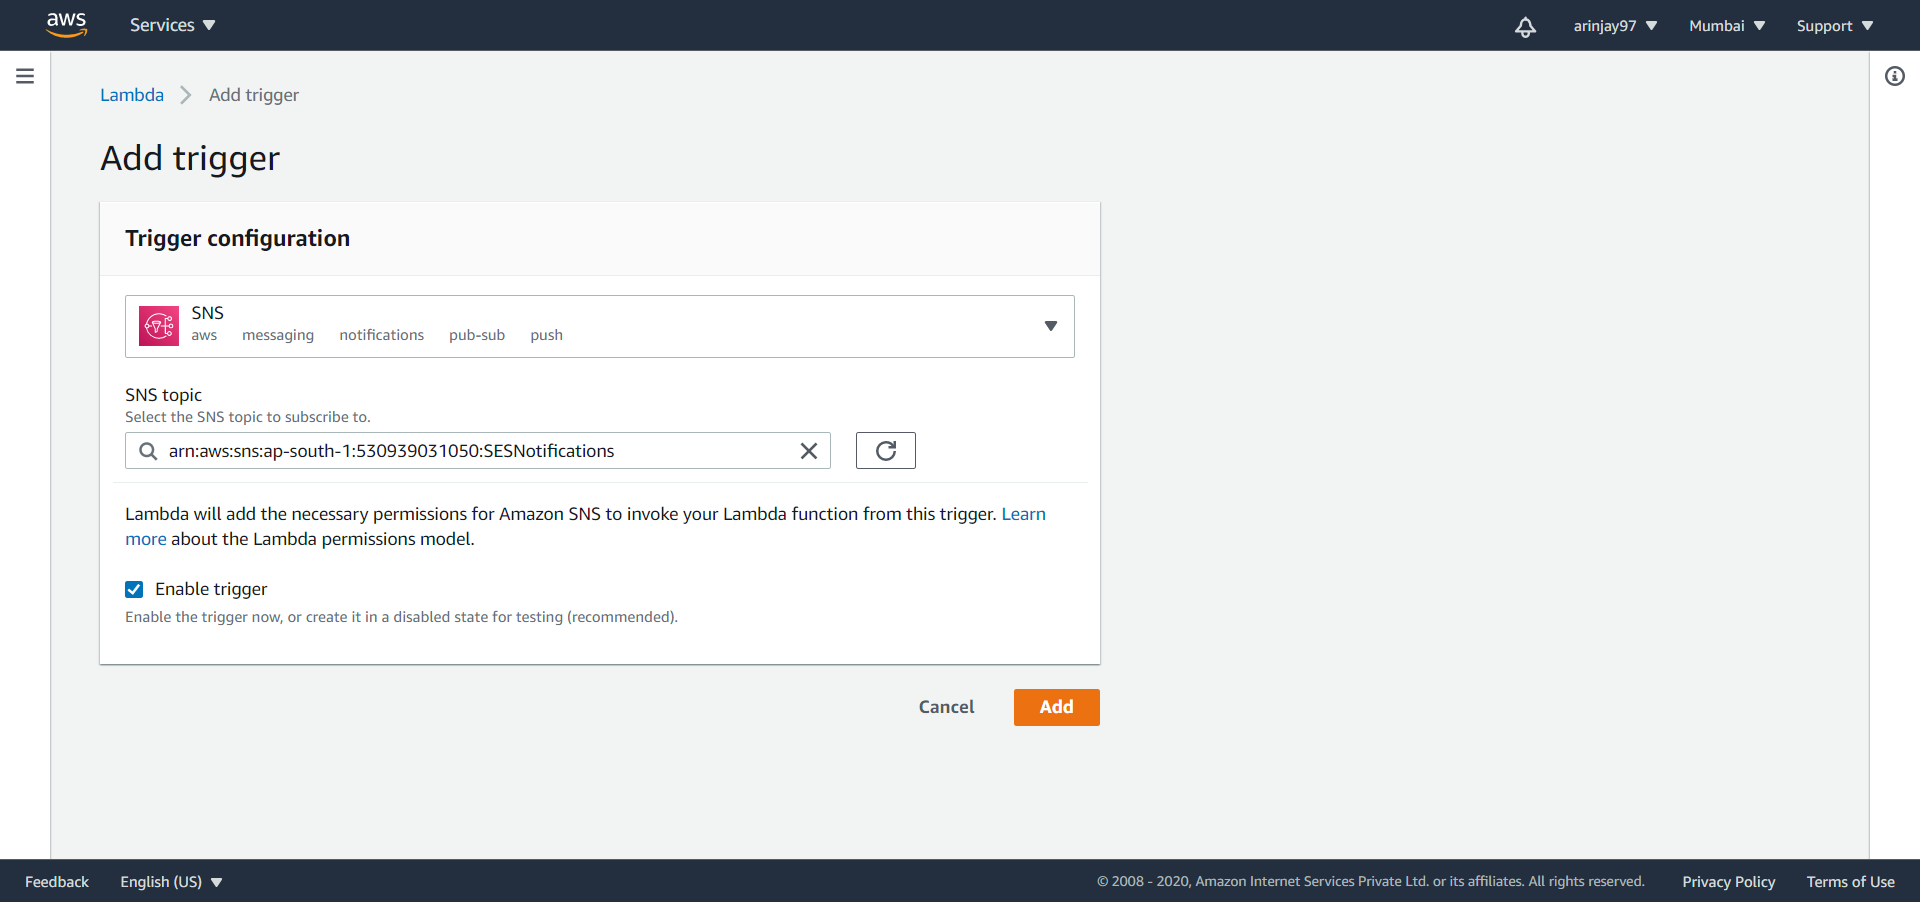 aws Services arinjay97 Mumbai Support
Lambda Add trigger
Add trigger
Trigger configuration
SNS
aws messaging notifications pub-sub push
SNS topic
Select the SNS topic to subscribe to.
arn:aws:sns:ap-south-1:530939031050:SESNotifications
Lambda will add the necessary permissions for Amazon SNS to invoke your Lambda function from this trigger. Learn
more about the Lambda permissions model.
Enable trigger
Enable the trigger now, or create it in a disabled state for testing (recommended).
Cancel Add
Feedback English (US) © 2008 - 2020, Amazon Internet Services Private Ltd. or its affiliates. All rights reserved. Privacy Policy Terms of Use